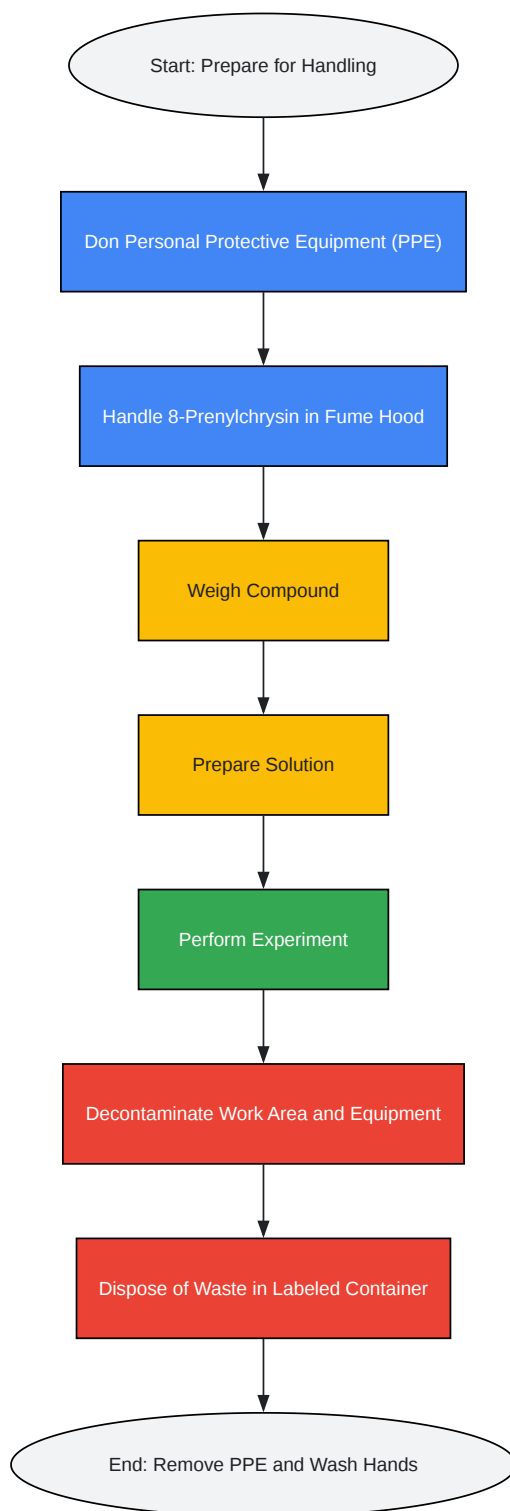 Start: Prepare for Handling
Don Personal Protective Equipment (PPE)
Handle 8-Prenylchrysin in Fume Hood
Weigh Compound
Prepare Solution
Perform Experiment
Decontaminate Work Area and Equipment
Dispose of Waste in Labeled Container
End: Remove PPE and Wash Hands